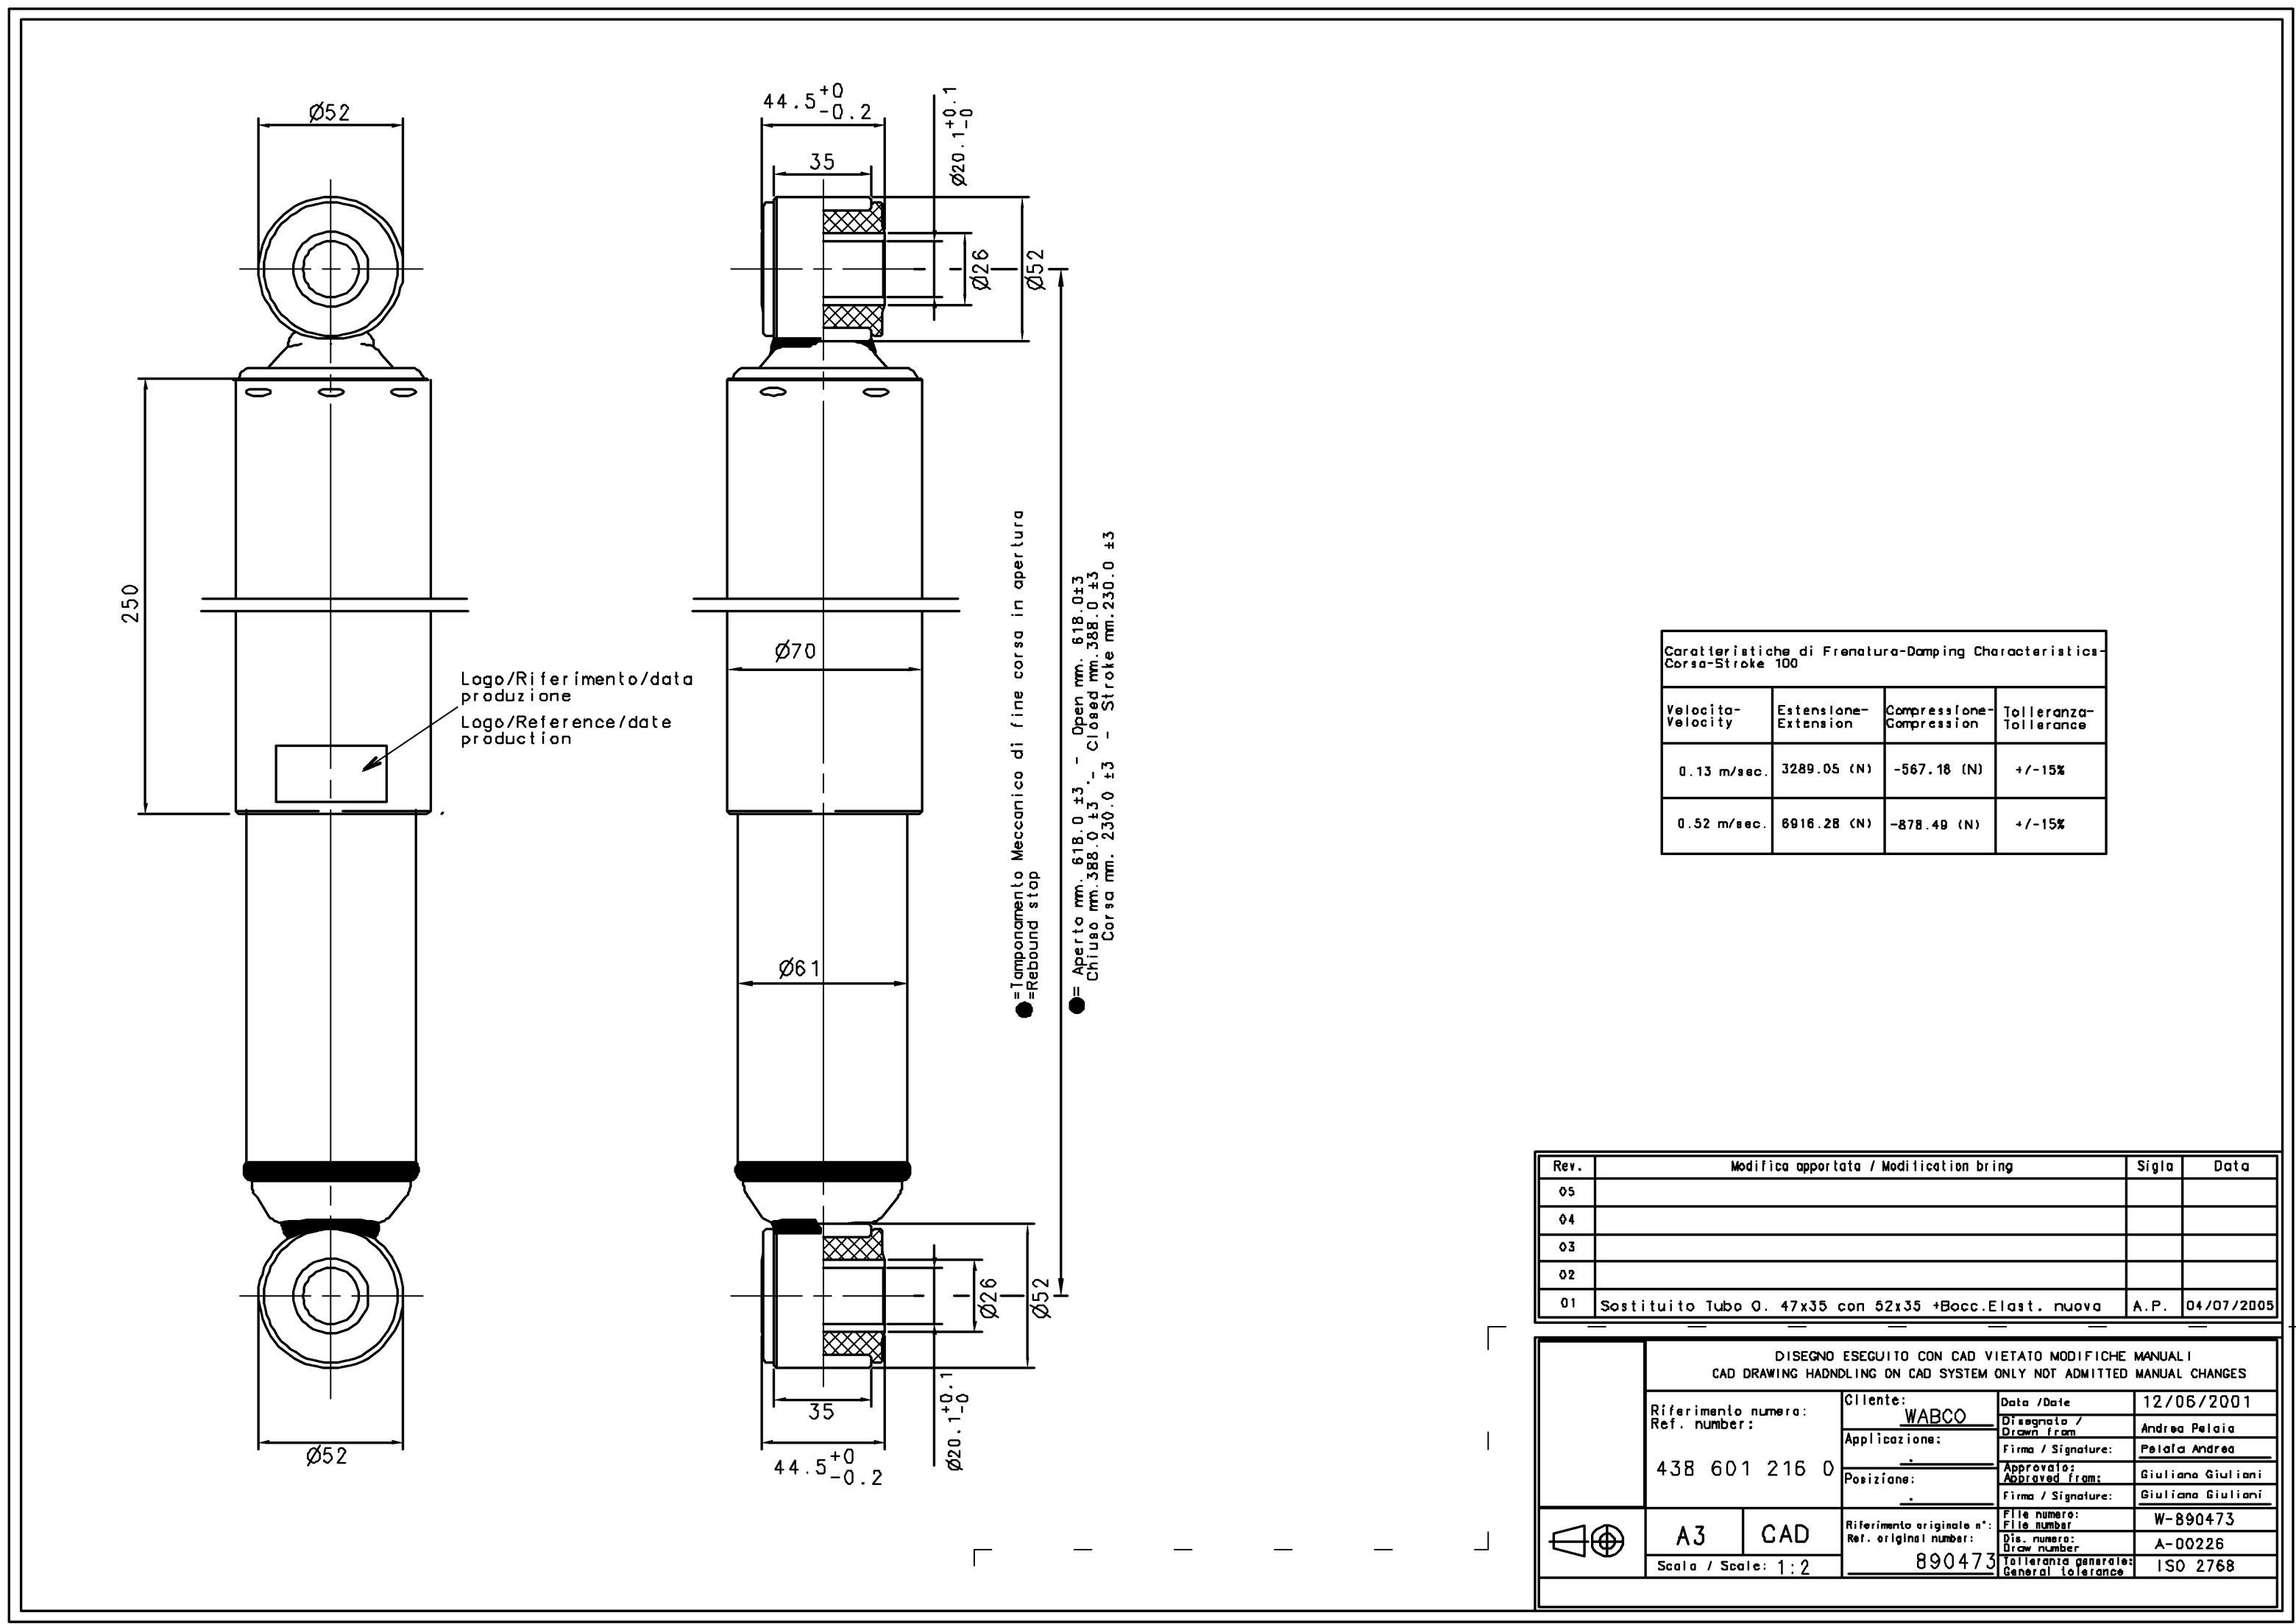 Ø52
250
Logo/Riferimento/data
produzione
Logo/Reference/date
production
Ø52
44.5 +0 -0.2
35
Ø20.1 +0.1 -0
Ø26
Ø52
Ø70
Ø61
=Tamponamento Meccanico di fine corsa in apertura
=Rebound stop
= Aperto mm. 618.0 ±3 - Open mm. 618.0±3
Chiuso mm.388.0 ±3 - Closed mm.388.0 ±3
Corsa mm. 230.0 ±3 - Stroke mm.230.0 ±3
Ø26
Ø52
35
44.5 +0 -0.2
Ø20.1 +0.1 -0
Caratteristiche di Frenatura-Damping Characteristics-
Corsa-Stroke 100
Velocita- Estensione- Compressione- Tolleranza-
Velocity Extension Compression Tollerance
0.13 m/sec. 3289.05 (N) -567.18 (N) +/-15%
0.52 m/sec. 6916.28 (N) -878.49 (N) +/-15%
Rev. Modifica apportata / Modification bring Sigla Data
05
04
03
02
01 Sostituito Tubo O. 47x35 con 52x35 +Bocc.Elast. nuova A.P. 04/07/2005
DISEGNO ESEGUITO CON CAD VIETATO MODIFICHE MANUALI
CAD DRAWING HADNDLING ON CAD SYSTEM ONLY NOT ADMITTED MANUAL CHANGES
Riferimento numero:
Ref. number:
438 601 216 0
Cliente:
WABCO
Applicazione:
.
Posizione:
.
Data /Date 12/06/2001
Disegnato /
Drawn from Andrea Pelaia
Firma / Signature: Pelaia Andrea
Approvato:
Approved from: Giuliano Giuliani
Firma / Signature: Giuliano Giuliani
A3 CAD
Scala / Scale: 1:2
Riferimento originale n°:
Ref. original number:
890473
File numero:
File number W-890473
Dis. numero:
Draw number A-00226
Tolleranza generale:
General tolerance ISO 2768